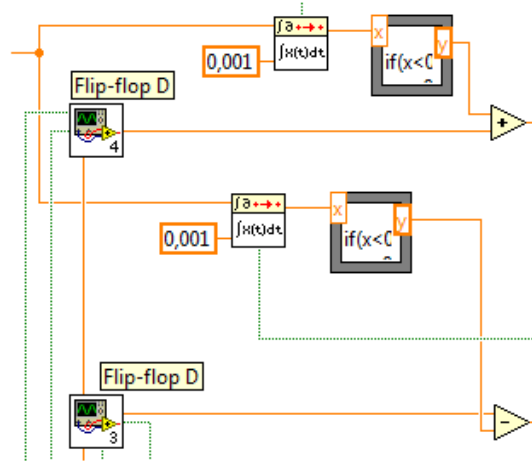 ∫∂
∫x(t)dt
0,001
x
y
if(x<0
Flip-flop D
4
+
∫∂
∫x(t)dt
0,001
x
y
if(x<0
Flip-flop D
3
-